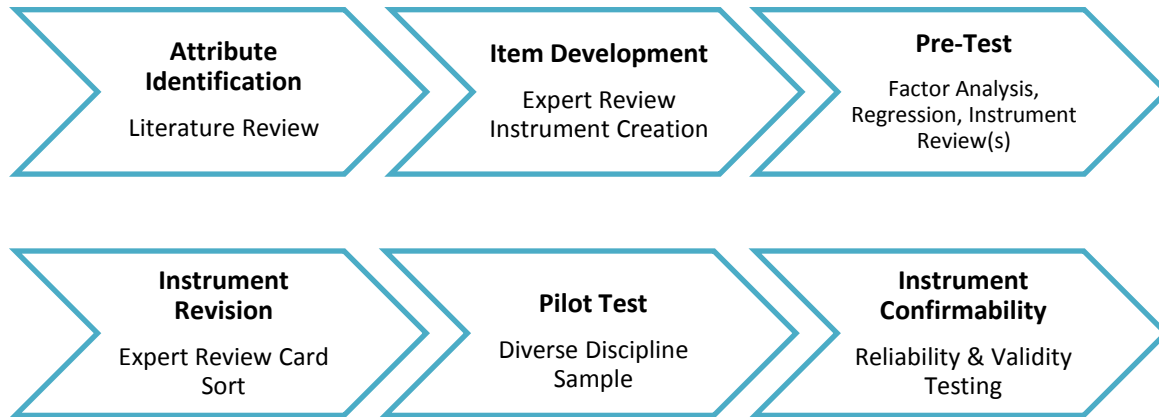 Attribute
Identification
Literature Review
Item Development
Expert Review
Instrument Creation
Pre-Test
Factor Analysis,
Regression, Instrument
Review(s)
Instrument
Revision
Expert Review Card
Sort
Pilot Test
Diverse Discipline
Sample
Instrument
Confirmability
Reliability & Validity
Testing